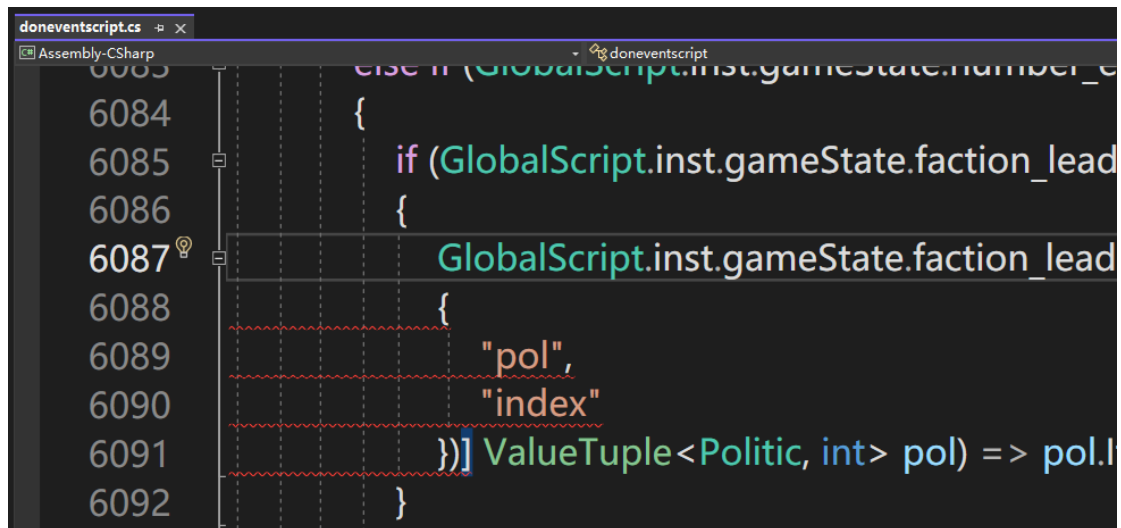 doneventscript.cs
C# Assembly-CSharp
doneventscript
6083 else if (GlobalScript.inst.gameState.number_e
6084 {
6085 if (GlobalScript.inst.gameState.faction_lead
6086 {
6087 GlobalScript.inst.gameState.faction_lead
6088 {
6089 "pol",
6090 "index"
6091 })] ValueTuple<Politic, int> pol) => pol.I
6092 }